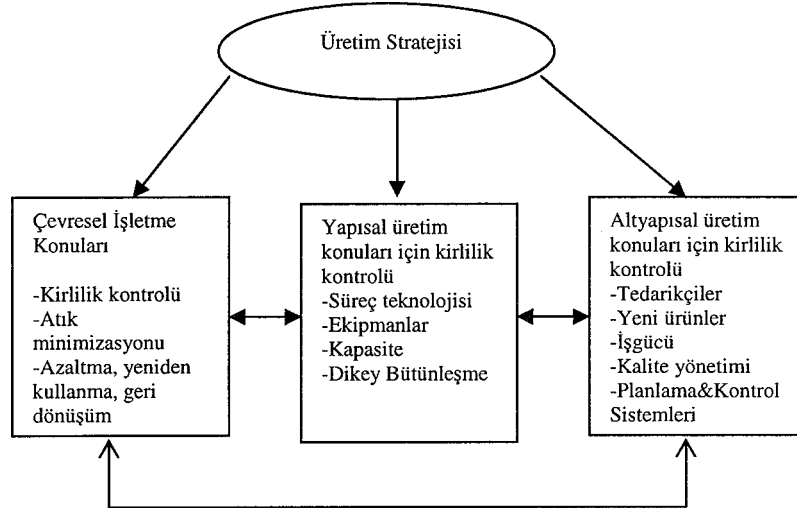 Üretim Stratejisi
Çevresel İşletme
Konuları
-Kirlilik kontrolü
-Atık
minimizasyonu
-Azaltma, yeniden
kullanma, geri
dönüşüm
Yapısal üretim
konuları için kirlilik
kontrolü
-Süreç teknolojisi
-Ekipmanlar
-Kapasite
-Dikey Bütünleşme
Altyapısal üretim
konuları için kirlilik
kontrolü
-Tedarikçiler
-Yeni ürünler
-İşgücü
-Kalite yönetimi
-Planlama&Kontrol
Sistemleri